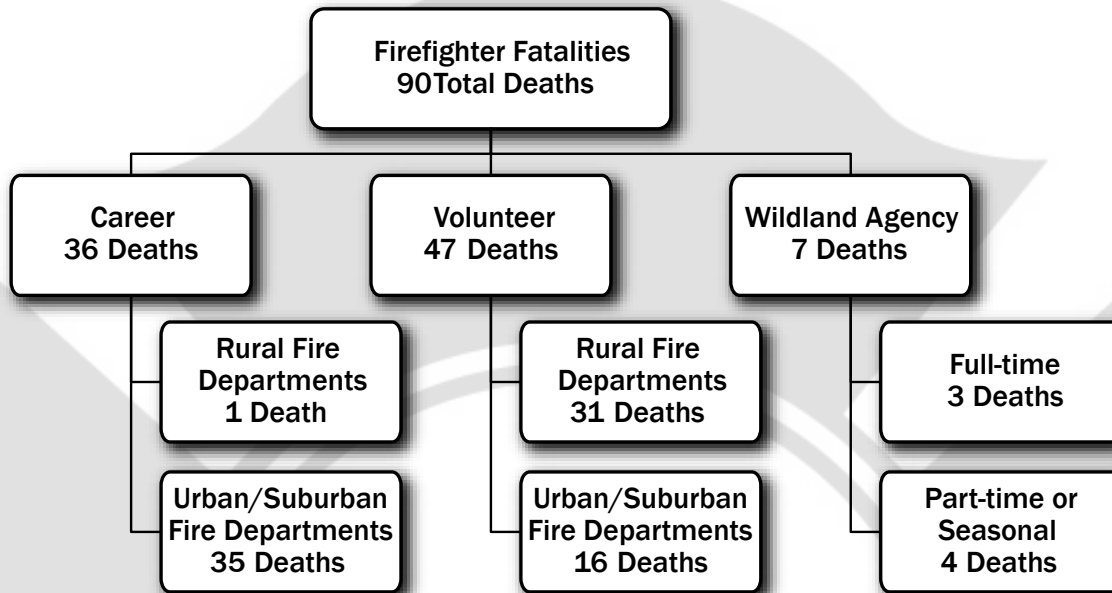 Firefighter Fatalities
90Total Deaths
Career
36 Deaths
Volunteer
47 Deaths
Wildland Agency
7 Deaths
Rural Fire
Departments
1 Death
Rural Fire
Departments
31 Deaths
Full-time
3 Deaths
Urban/Suburban
Fire Departments
35 Deaths
Urban/Suburban
Fire Departments
16 Deaths
Part-time or
Seasonal
4 Deaths